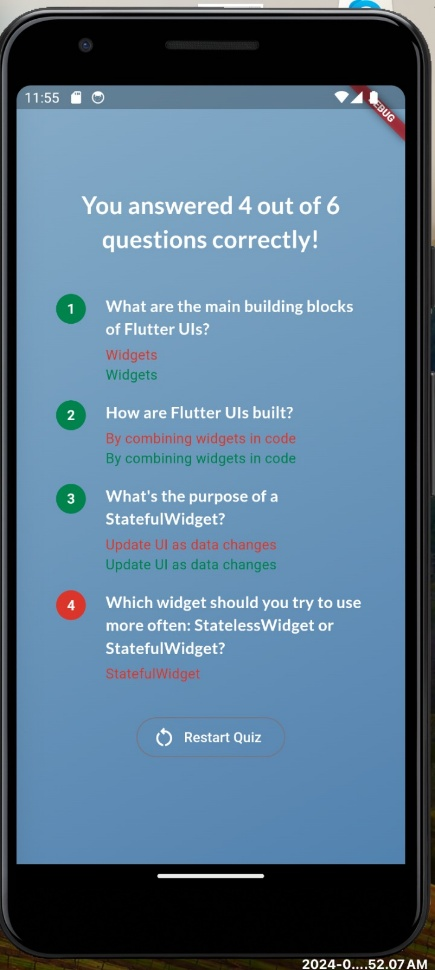 11:55
DEBUG
You answered 4 out of 6
questions correctly!
1
What are the main building blocks
of Flutter UIs?
Widgets
Widgets
2
How are Flutter UIs built?
By combining widgets in code
By combining widgets in code
3
What's the purpose of a
StatefulWidget?
Update UI as data changes
Update UI as data changes
4
Which widget should you try to use
more often: StatelessWidget or
StatefulWidget?
StatefulWidget
Restart Quiz
2024-0....52.07 AM